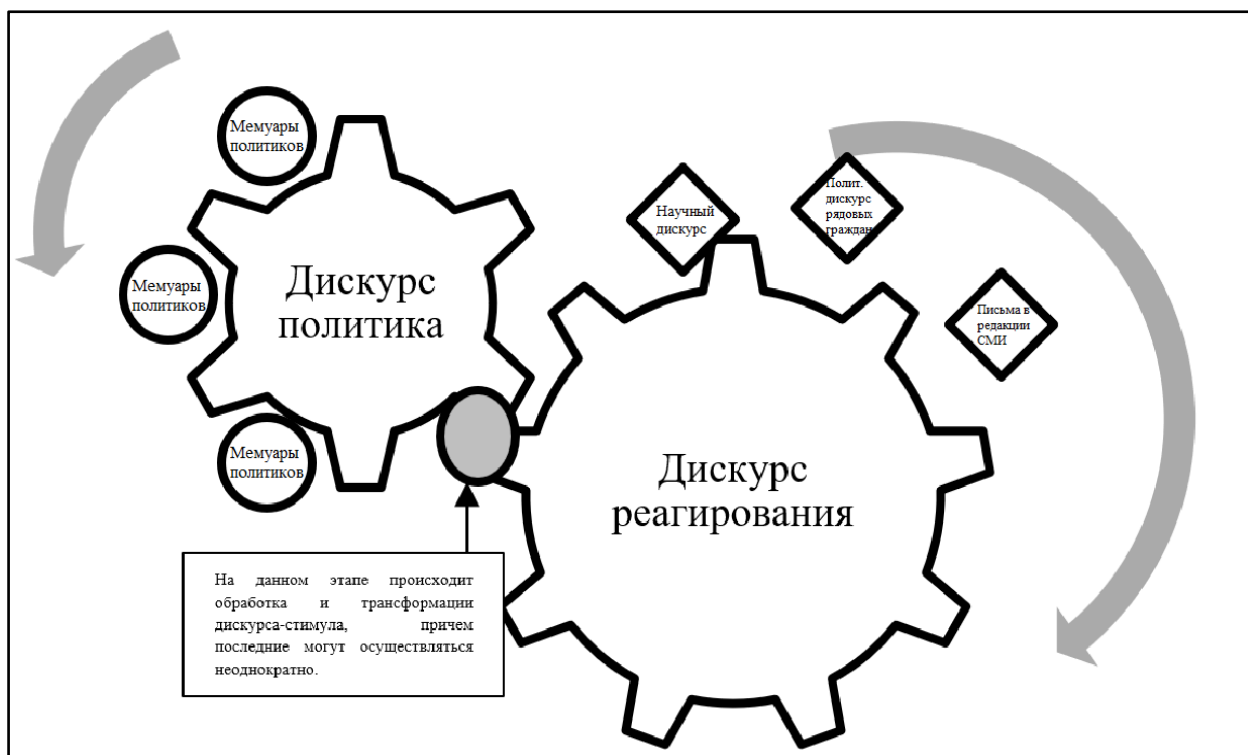 Мемуары
политиков
Мемуары
политиков
Мемуары
политиков
Дискурс
политика
Научный
дискурс
Полит.
дискурс
рядовых
граждан
Письма в
редакции
СМИ
Дискурс
реагирования
На данном этапе происходит
обработка и трансформации
дискурса-стимула, причем
последние могут осуществляться
неоднократно.